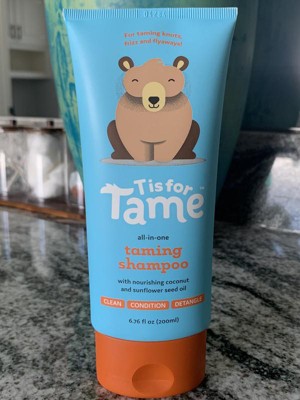 For taming knots,
frizz and flyaways!
T is for
Tame™
all-in-one
taming
shampoo
with nourishing coconut
and sunflower seed oil
CLEAN CONDITION DETANGLE
6.76 fl oz (200ml)